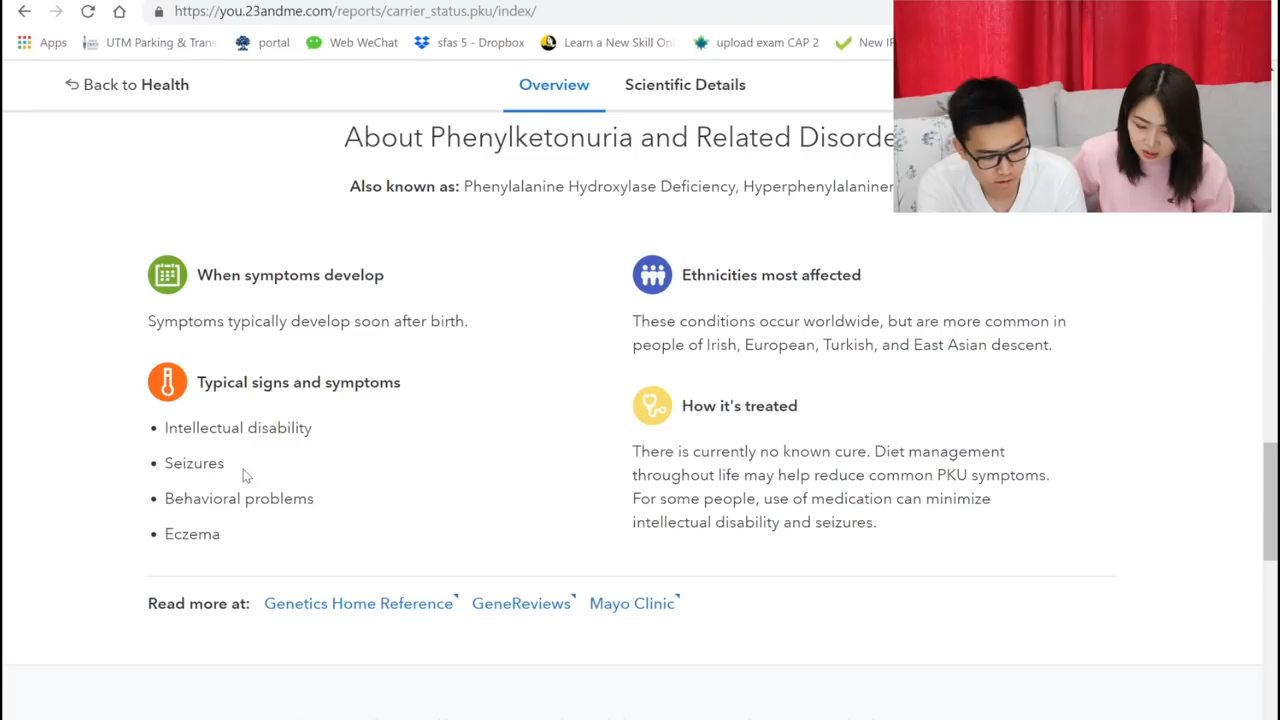 https://you.23andme.com/reports/carrier_status.pku/index/
Apps UTM Parking & Trans portal Web WeChat sfas 5 - Dropbox Learn a New Skill Onl upload exam CAP 2 New IP
Back to Health
Overview
Scientific Details
About Phenylketonuria and Related Disorde
Also known as: Phenylalanine Hydroxylase Deficiency, Hyperphenylalaninem
When symptoms develop
Symptoms typically develop soon after birth.
Typical signs and symptoms
• Intellectual disability
• Seizures
• Behavioral problems
• Eczema
Ethnicities most affected
These conditions occur worldwide, but are more common in
people of Irish, European, Turkish, and East Asian descent.
How it's treated
There is currently no known cure. Diet management
throughout life may help reduce common PKU symptoms.
For some people, use of medication can minimize
intellectual disability and seizures.
Read more at: Genetics Home Reference GeneReviews Mayo Clinic